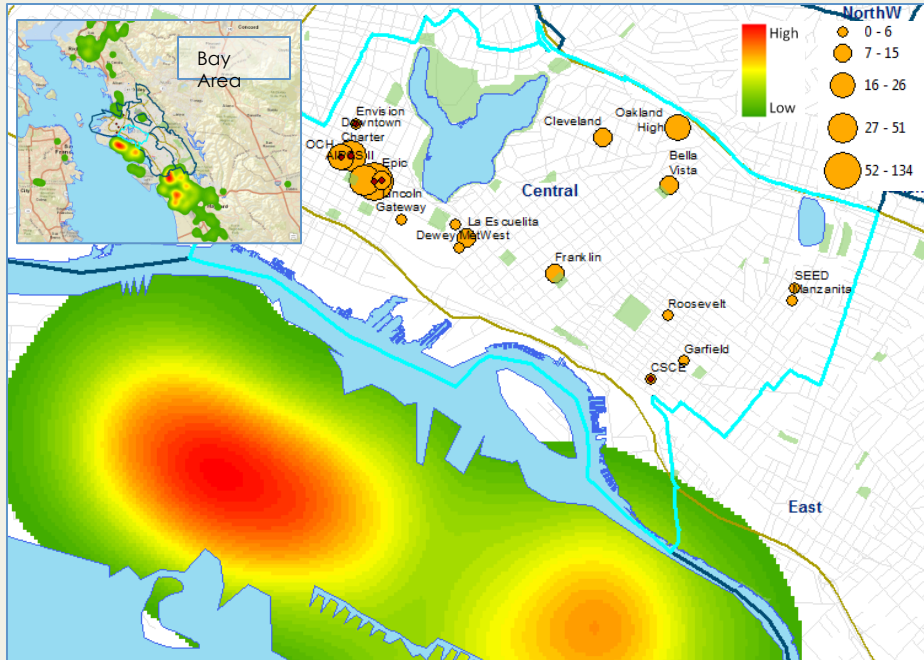 Bay
Area
NorthW
0 - 6
7 - 15
16 - 26
27 - 51
52 - 134
High
Low
Envision
Downtown
Charter
OCH
AIPCS II
Epic
Lincoln
Gateway
La Escuelita
Dewey
MetWest
Cleveland
Oakland
High
Bella
Vista
Central
Franklin
SEED
Manzanita
Roosevelt
Garfield
CSCE
East